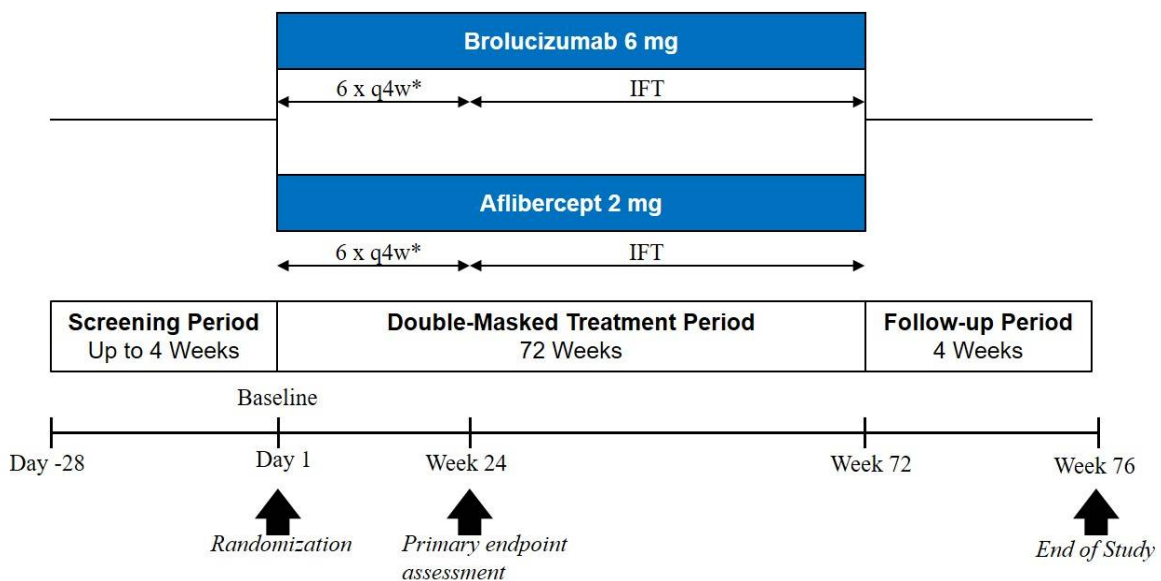 Brolucizumab 6 mg
6 x q4w*
IFT
Aflibercept 2 mg
6 x q4w*
IFT
Screening Period
Up to 4 Weeks
Double-Masked Treatment Period
72 Weeks
Follow-up Period
4 Weeks
Baseline
Day -28
Day 1
Week 24
Week 72
Week 76
Randomization
Primary endpoint
assessment
End of Study